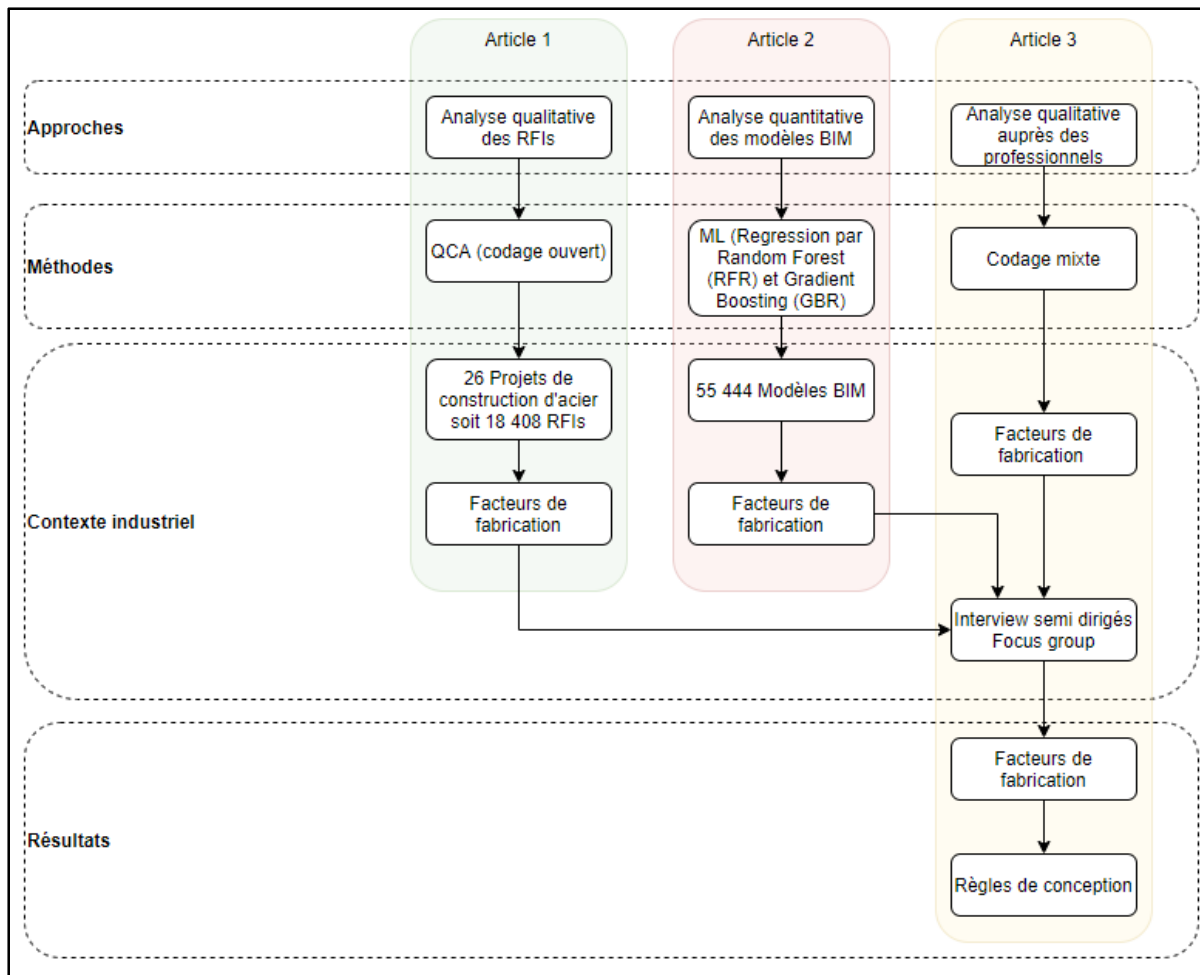 Article 1
Article 2
Article 3
Approches
Analyse qualitative
des RFIs
Analyse quantitative
des modèles BIM
Analyse qualitative
auprès des
professionnels
Méthodes
QCA (codage ouvert)
ML (Regression par
Random Forest
(RFR) et Gradient
Boosting (GBR)
Codage mixte
Contexte industriel
26 Projets de
construction d'acier
soit 18 408 RFIs
55 444 Modèles BIM
Facteurs de
fabrication
Facteurs de
fabrication
Facteurs de
fabrication
Interview semi dirigés
Focus group
Résultats
Facteurs de
fabrication
Règles de conception